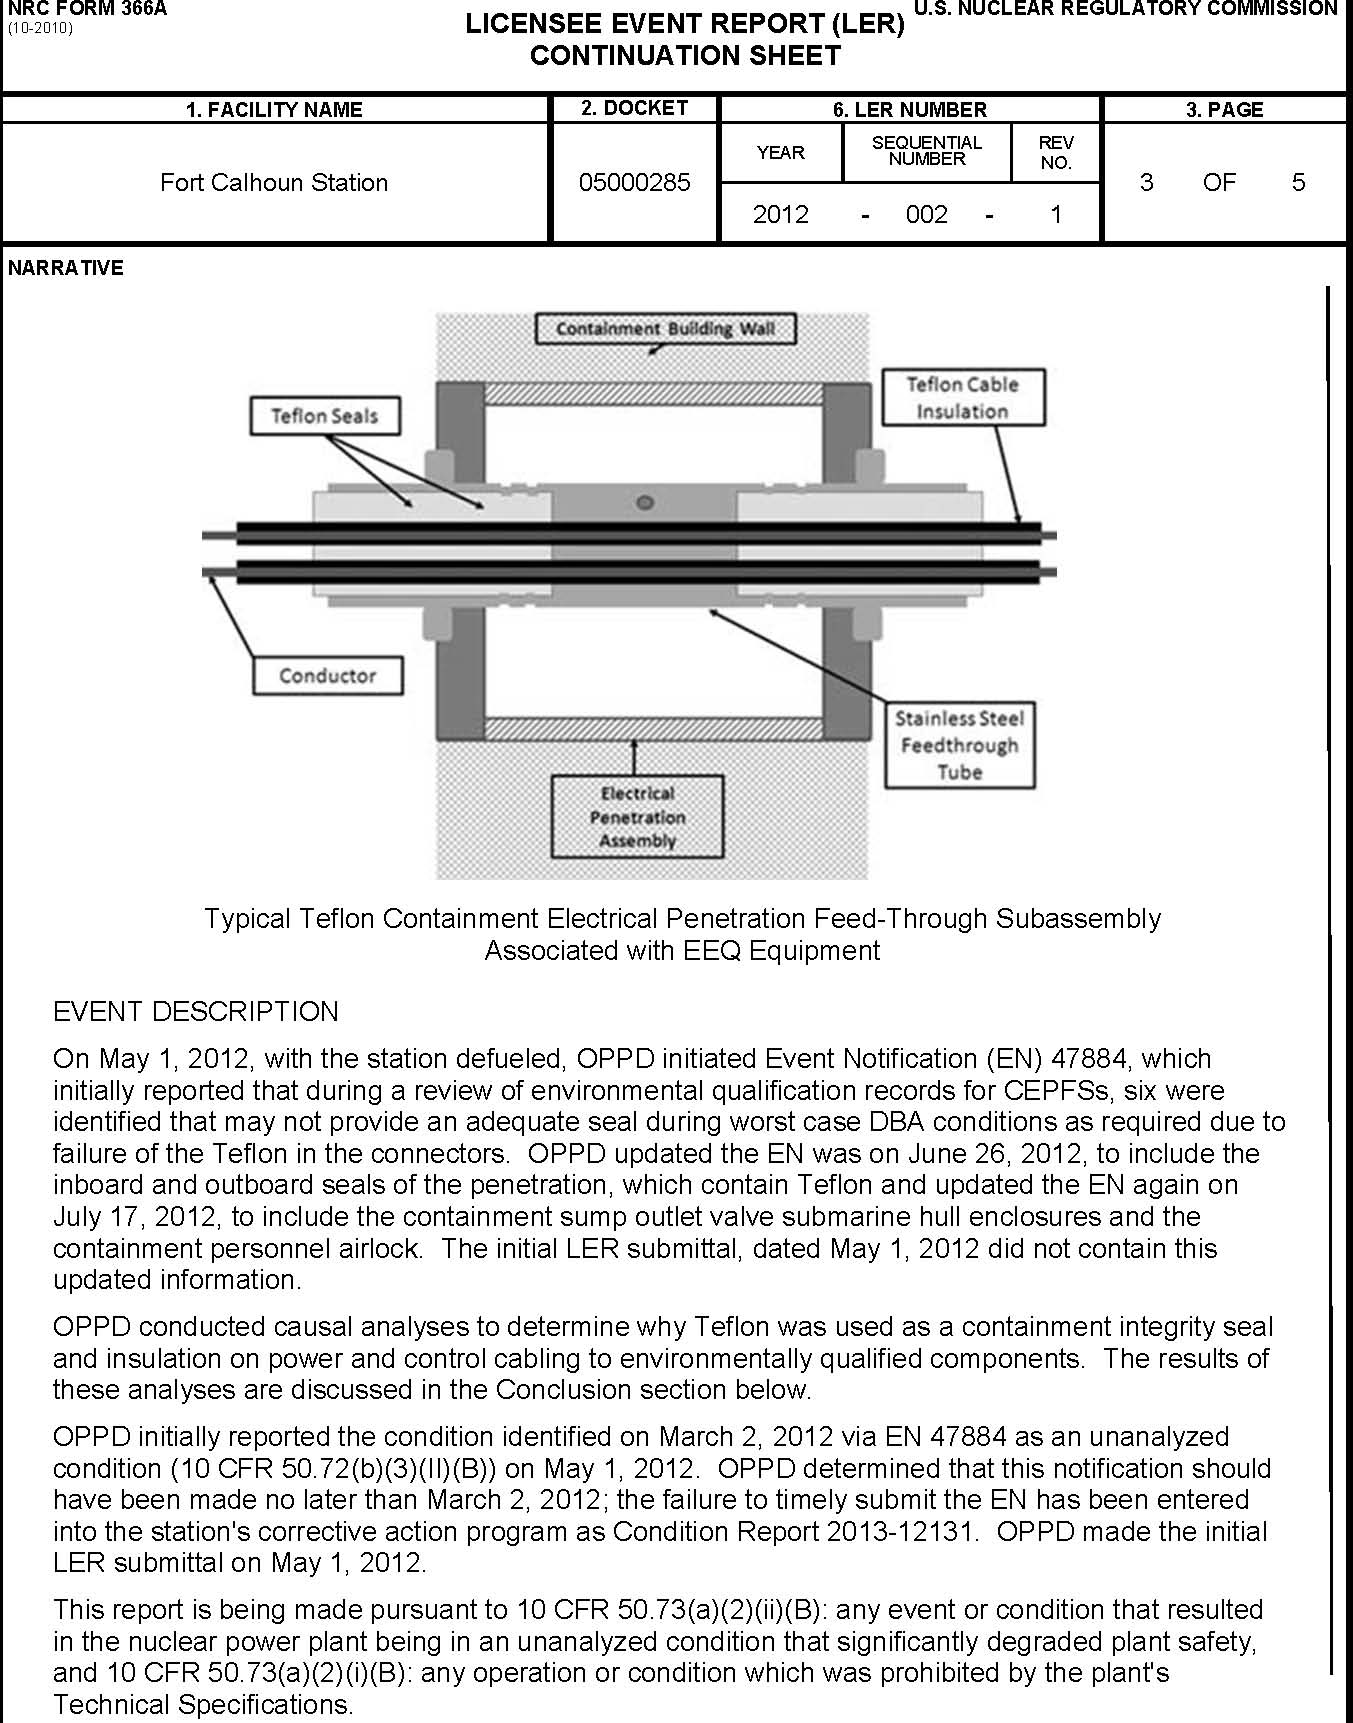 NRC FORM 366A
(10-2010)
LICENSEE EVENT REPORT (LER)
U.S. NUCLEAR REGULATORY COMMISSION
CONTINUATION SHEET
1. FACILITY NAME
2. DOCKET
6. LER NUMBER
3. PAGE
Fort Calhoun Station
05000285
YEAR
SEQUENTIAL
NUMBER
REV
NO.
2012 - 002 - 1
3 OF 5
NARRATIVE
Containment Building Wall
Teflon Seals
Teflon Cable
Insulation
Conductor
Stainless Steel
Feedthrough
Tube
Electrical
Penetration
Assembly
Typical Teflon Containment Electrical Penetration Feed-Through Subassembly
Associated with EEQ Equipment
EVENT DESCRIPTION
On May 1, 2012, with the station defueled, OPPD initiated Event Notification (EN) 47884, which
initially reported that during a review of environmental qualification records for CEPFSs, six were
identified that may not provide an adequate seal during worst case DBA conditions as required due to
failure of the Teflon in the connectors. OPPD updated the EN was on June 26, 2012, to include the
inboard and outboard seals of the penetration, which contain Teflon and updated the EN again on
July 17, 2012, to include the containment sump outlet valve submarine hull enclosures and the
containment personnel airlock. The initial LER submittal, dated May 1, 2012 did not contain this
updated information.
OPPD conducted causal analyses to determine why Teflon was used as a containment integrity seal
and insulation on power and control cabling to environmentally qualified components. The results of
these analyses are discussed in the Conclusion section below.
OPPD initially reported the condition identified on March 2, 2012 via EN 47884 as an unanalyzed
condition (10 CFR 50.72(b)(3)(II)(B)) on May 1, 2012. OPPD determined that this notification should
have been made no later than March 2, 2012; the failure to timely submit the EN has been entered
into the station's corrective action program as Condition Report 2013-12131. OPPD made the initial
LER submittal on May 1, 2012.
This report is being made pursuant to 10 CFR 50.73(a)(2)(ii)(B): any event or condition that resulted
in the nuclear power plant being in an unanalyzed condition that significantly degraded plant safety,
and 10 CFR 50.73(a)(2)(i)(B): any operation or condition which was prohibited by the plant's
Technical Specifications.